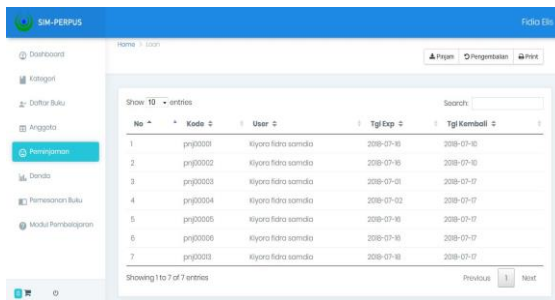 SIM-PERPUS
Fidia Elis
Dashboard
Kategori
Daftar Buku
Anggota
Peminjaman
Denda
Pemesanan Buku
Modul Pembelajaran
Home / Loan
Pinjam Pengembalian Print
Show 10 entries
Search:
No Kode User Tgl Exp Tgl Kembali
1 pnj00001 Kiyora fidra samdia 2018-07-16 2018-07-10
2 pnj00002 Kiyora fidra samdia 2018-07-16 2018-07-10
3 pnj00003 Kiyora fidra samdia 2018-07-01 2018-07-17
4 pnj00004 Kiyora fidra samdia 2018-07-02 2018-07-17
5 pnj00005 Kiyora fidra samdia 2018-07-16 2018-07-17
6 pnj00006 Kiyora fidra samdia 2018-07-16 2018-07-17
7 pnj00013 Kiyora fidra samdia 2018-07-18 2018-07-17
Showing 1 to 7 of 7 entries
Previous 1 Next